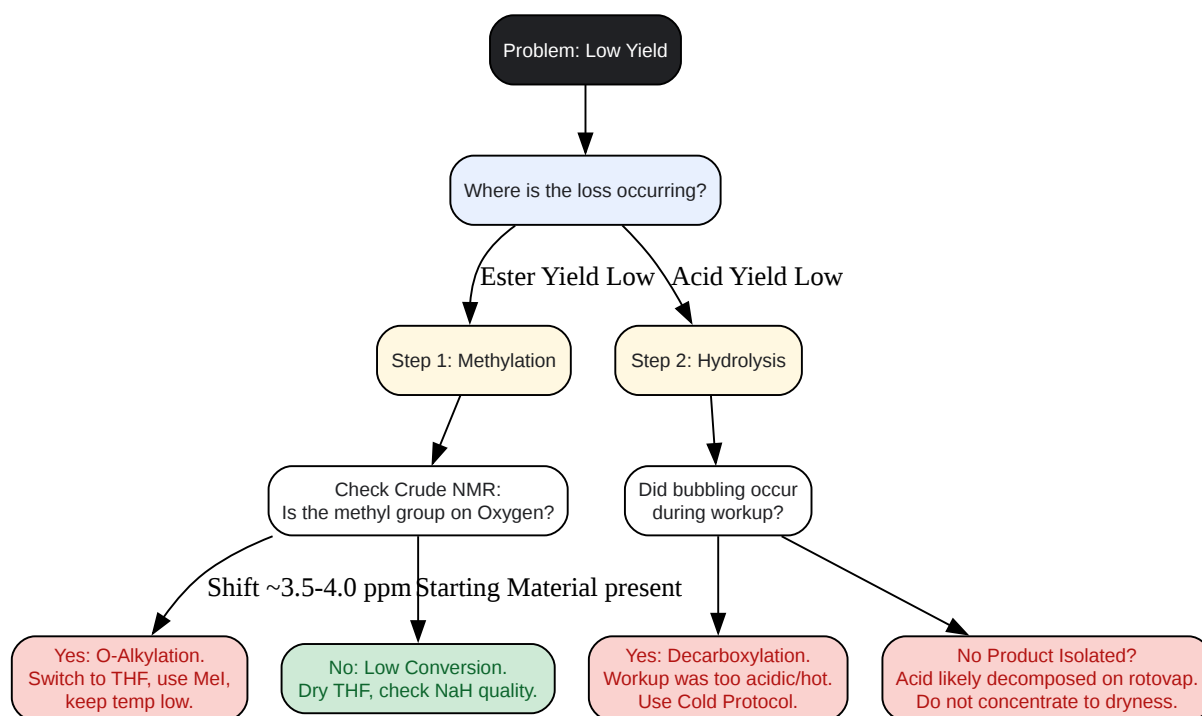 Problem: Low Yield
Where is the loss occurring?
Ester Yield Low
Acid Yield Low
Step 1: Methylation
Step 2: Hydrolysis
Check Crude NMR:
Is the methyl group on Oxygen?
Did bubbling occur
during workup?
Shift ~3.5-4.0 ppm
Starting Material present
Yes: O-Alkylation.
Switch to THF, use MeI,
keep temp low.
No: Low Conversion.
Dry THF, check NaH quality.
Yes: Decarboxylation.
Workup was too acidic/hot.
Use Cold Protocol.
No Product Isolated?
Acid likely decomposed on rotovap.
Do not concentrate to dryness.